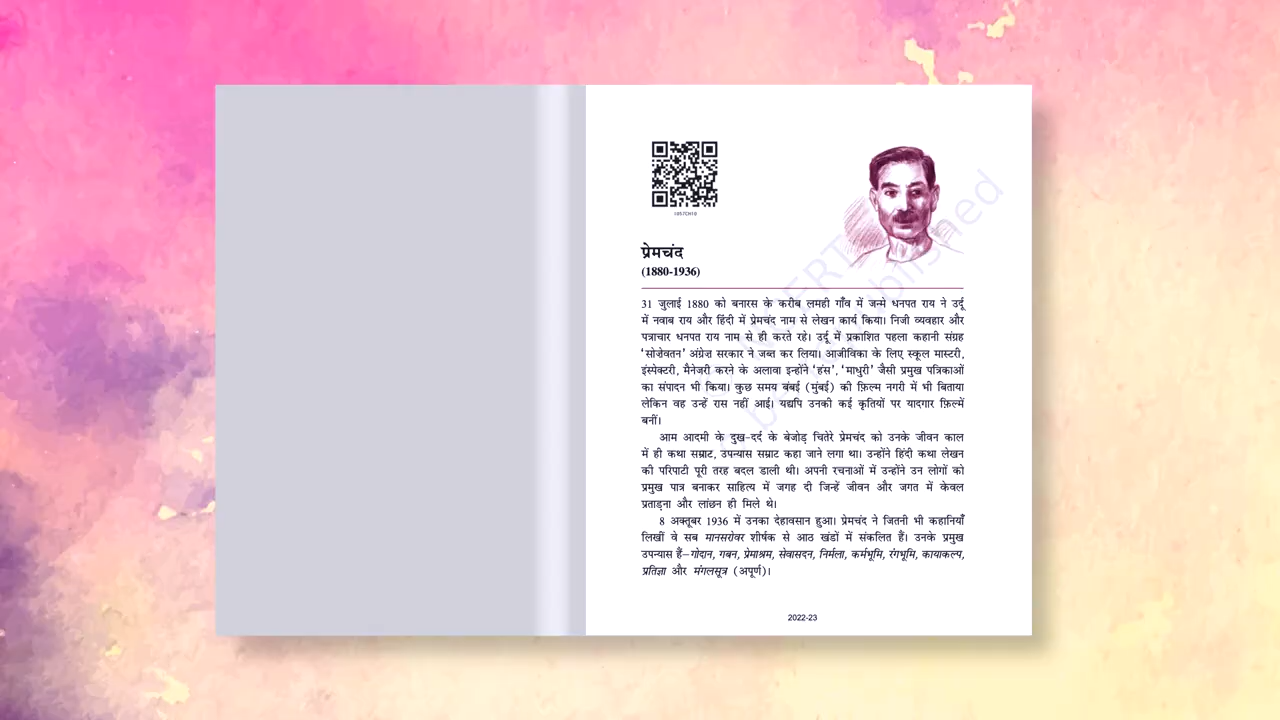 1057CH10
प्रेमचंद
(1880-1936)
31 जुलाई 1880 को बनारस के करीब लमही गाँव में जन्मे धनपत राय ने उर्दू
में नवाब राय और हिंदी में प्रेमचंद नाम से लेखन कार्य किया। निजी व्यवहार और
पत्राचार धनपत राय नाम से ही करते रहे। उर्दू में प्रकाशित पहला कहानी संग्रह
‘सोज़ेवतन’ अंग्रेज़ सरकार ने जब्त कर लिया। आजीविका के लिए स्कूल मास्टरी,
इंस्पेक्टरी, मैनेजरी करने के अलावा इन्होंने ‘हंस’, ‘माधुरी’ जैसी प्रमुख पत्रिकाओं
का संपादन भी किया। कुछ समय बंबई (मुंबई) की फ़िल्म नगरी में भी बिताया
लेकिन वह उन्हें रास नहीं आई। यद्यपि उनकी कई कृतियों पर यादगार फ़िल्में
बनीं।
आम आदमी के दुख-दर्द के बेजोड़ चितेरे प्रेमचंद को उनके जीवन काल
में ही कथा सम्राट, उपन्यास सम्राट कहा जाने लगा था। उन्होंने हिंदी कथा लेखन
की परिपाटी पूरी तरह बदल डाली थी। अपनी रचनाओं में उन्होंने उन लोगों को
प्रमुख पात्र बनाकर साहित्य में जगह दी जिन्हें जीवन और जगत में केवल
प्रताड़ना और लांछन ही मिले थे।
8 अक्तूबर 1936 में उनका देहावसान हुआ। प्रेमचंद ने जितनी भी कहानियाँ
लिखीं वे सब मानसरोवर शीर्षक से आठ खंडों में संकलित हैं। उनके प्रमुख
उपन्यास हैं–गोदान, गबन, प्रेमाश्रम, सेवासदन, निर्मला, कर्मभूमि, रंगभूमि, कायाकल्प,
प्रतिज्ञा और मंगलसूत्र (अपूर्ण)।
2022-23